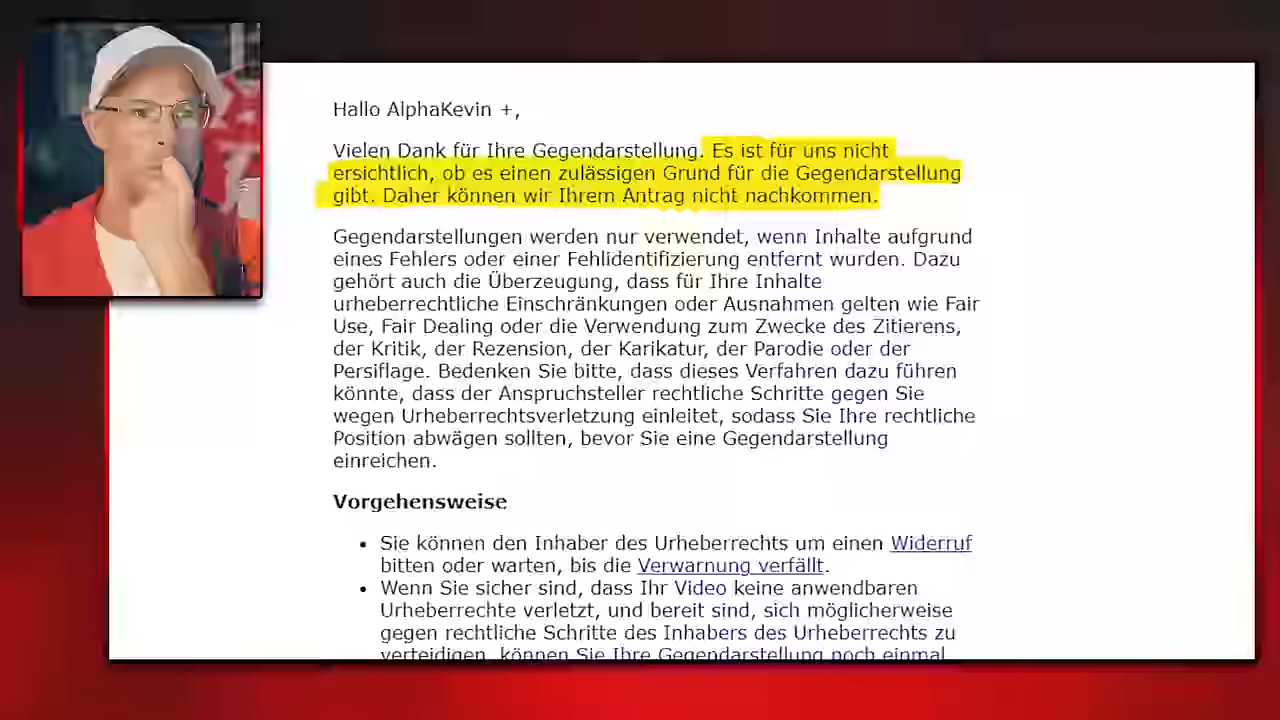 Hallo AlphaKevin +,
Vielen Dank für Ihre Gegendarstellung. Es ist für uns nicht
ersichtlich, ob es einen zulässigen Grund für die Gegendarstellung
gibt. Daher können wir Ihrem Antrag nicht nachkommen.
Gegendarstellungen werden nur verwendet, wenn Inhalte aufgrund
eines Fehlers oder einer Fehlidentifizierung entfernt wurden. Dazu
gehört auch die Überzeugung, dass für Ihre Inhalte
urheberrechtliche Einschränkungen oder Ausnahmen gelten wie Fair
Use, Fair Dealing oder die Verwendung zum Zwecke des Zitierens,
der Kritik, der Rezension, der Karikatur, der Parodie oder der
Persiflage. Bedenken Sie bitte, dass dieses Verfahren dazu führen
könnte, dass der Anspruchsteller rechtliche Schritte gegen Sie
wegen Urheberrechtsverletzung einleitet, sodass Sie Ihre rechtliche
Position abwägen sollten, bevor Sie eine Gegendarstellung
einreichen.
Vorgehensweise
• Sie können den Inhaber des Urheberrechts um einen Widerruf
bitten oder warten, bis die Verwarnung verfällt.
• Wenn Sie sicher sind, dass Ihr Video keine anwendbaren
Urheberrechte verletzt, und bereit sind, sich möglicherweise
gegen rechtliche Schritte des Inhabers des Urheberrechts zu
verteidigen, können Sie Ihre Gegendarstellung noch einmal